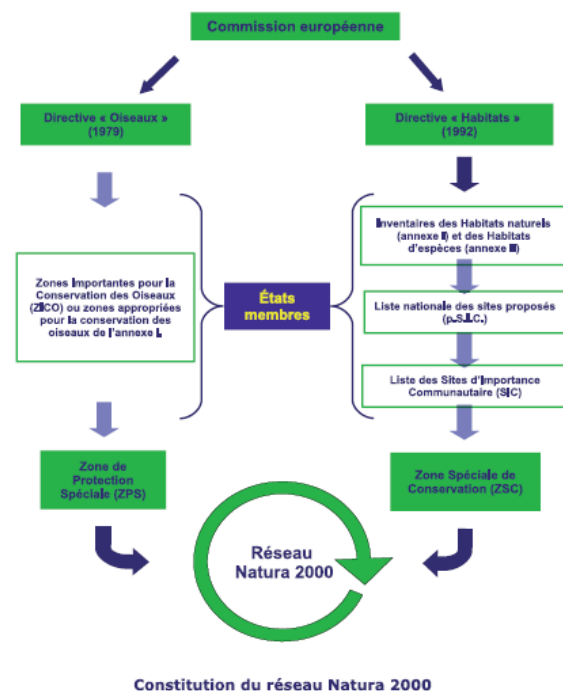 Commission européenne
Directive « Oiseaux »
(1979)
Directive « Habitats »
(1992)
Zones Importantes pour la
Conservation des Oiseaux
(ZICO) ou zones appropriées
pour la conservation des
oiseaux de l'annexe I.
États
membres
Inventaires des Habitats naturels
(annexe I) et des Habitats
d'espèces (annexe II)
Liste nationale des sites proposés
(p.S.I.C.)
Liste des Sites d'Importance
Communautaire (SIC)
Zone de
Protection
Spéciale (ZPS)
Zone Spéciale de
Conservation (ZSC)
Réseau
Natura 2000
Constitution du réseau Natura 2000